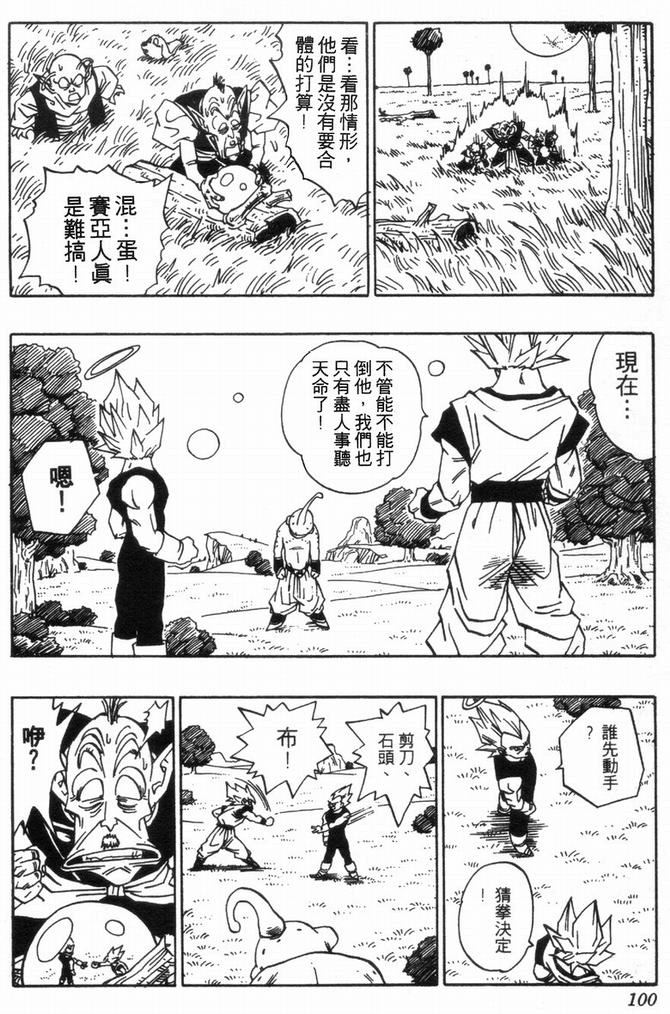 看…看那情形，
他們是沒有要合
體的打算！
混…蛋！
賽亞人眞
是難搞！
現在…
不管能不能打
倒他，我們也
只有盡人事聽
天命了！
嗯！
誰先動手
？
猜拳決定
！
剪刀、
石頭、
布！
咿？
100